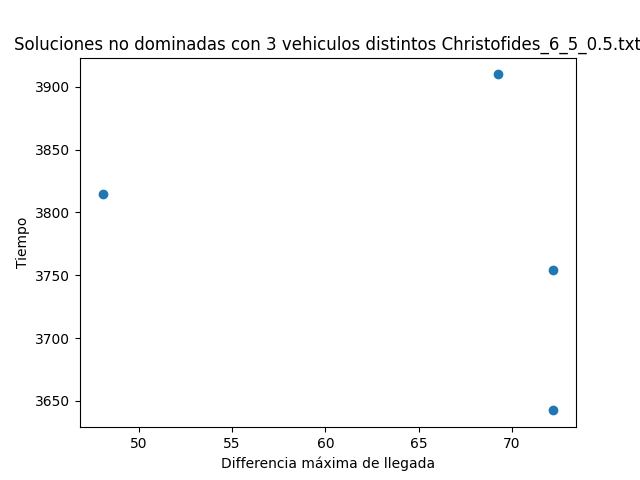 Soluciones no dominadas con 3 vehiculos distintos Christofides_6_5_0.5.txt
3900
3850
3800
3750
3700
3650
Tiempo
50 55 60 65 70
Differencia máxima de llegada